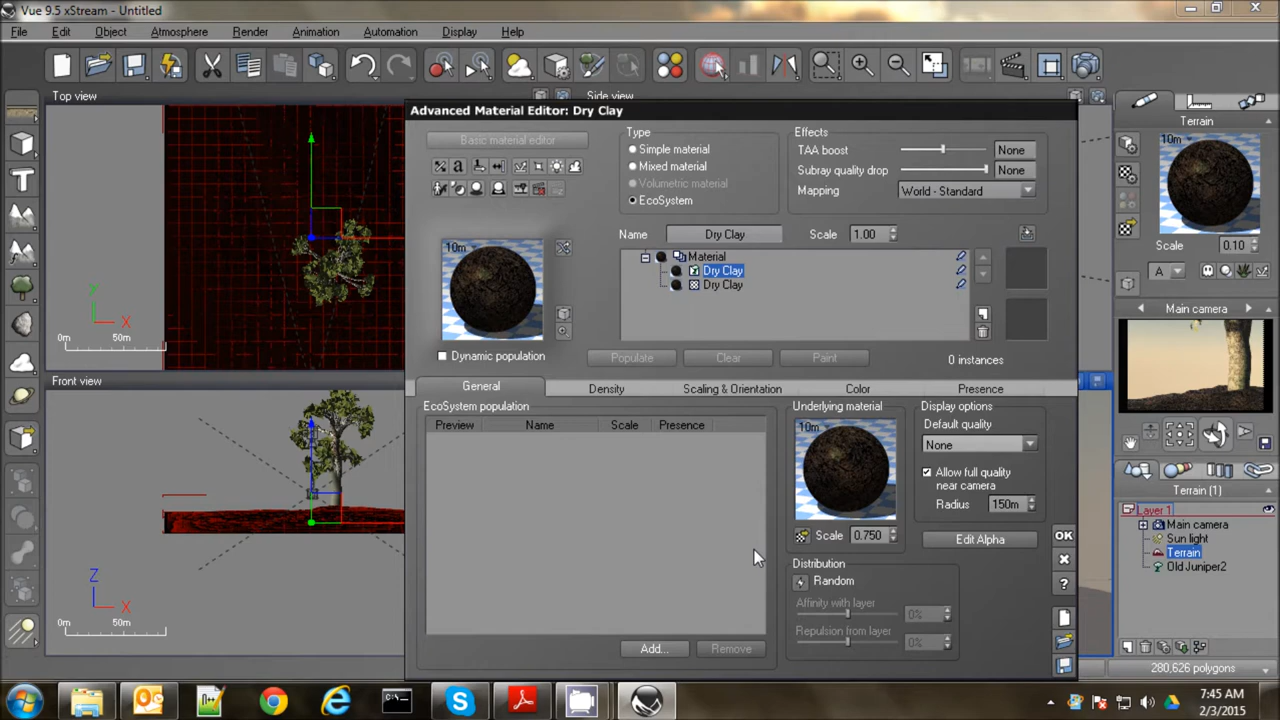 Vue 9.5 xStream - Untitled
File Edit Object Atmosphere Render Animation Automation Display Help
Top view
Side view
Advanced Material Editor: Dry Clay
Basic material editor
Type
Simple material
Mixed material
Volumetric material
EcoSystem
Effects
TAA boost None
Subray quality drop None
Mapping World - Standard
Name Dry Clay Scale 1.00
10m
Material
Dry Clay
Dry Clay
Dynamic population
Populate Clear Paint 0 instances
General Density Scaling & Orientation Color Presence
EcoSystem population
Preview Name Scale Presence
Add... Remove
Underlying material
10m
Scale 0.750
Distribution
Random
Affinity with layer 0%
Repulsion from layer 0%
Display options
Default quality
None
Allow full quality
near camera
Radius 150m
Edit Alpha
OK
?
Y
X
0m 50m
Front view
Z
X
0m 50m
Terrain
10m
Scale 0.10
A
Main camera
Terrain (1)
Layer 1
Main camera
Sun light
Terrain
Old Juniper2
280,626 polygons
7:45 AM
2/3/2015